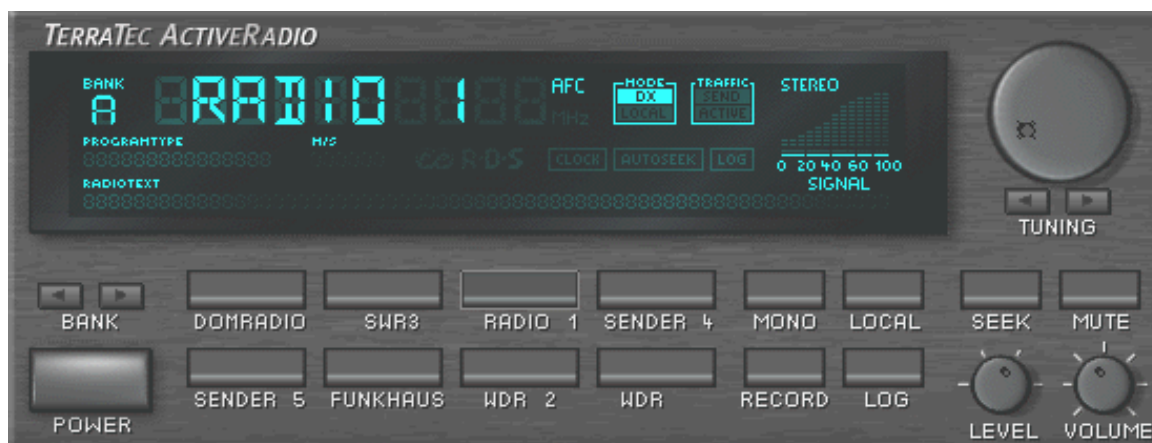 TERRATEC ACTIVERADIO
BANK
A
RADIO 1
AFC
MHz
MODE
DX
LOCAL
TRAFFIC
SEND
ACTIVE
STEREO
PROGRAMTYPE
M/S
R·D·S
CLOCK
AUTOSEEK
LOG
0 20 40 60 100
SIGNAL
RADIOTEXT
TUNING
BANK
DOMRADIO
SWR3
RADIO 1
SENDER 4
MONO
LOCAL
SEEK
MUTE
POWER
SENDER 5
FUNKHAUS
WDR 2
WDR
RECORD
LOG
LEVEL
VOLUME